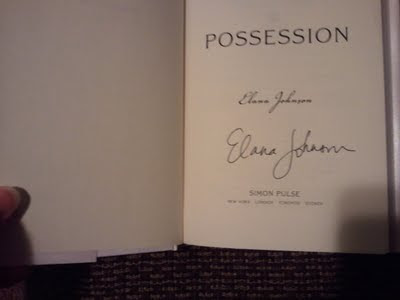 POSSESSION
Elana Johnson
Elana Johnson
SIMON PULSE
NEW YORK LONDON TORONTO SYDNEY